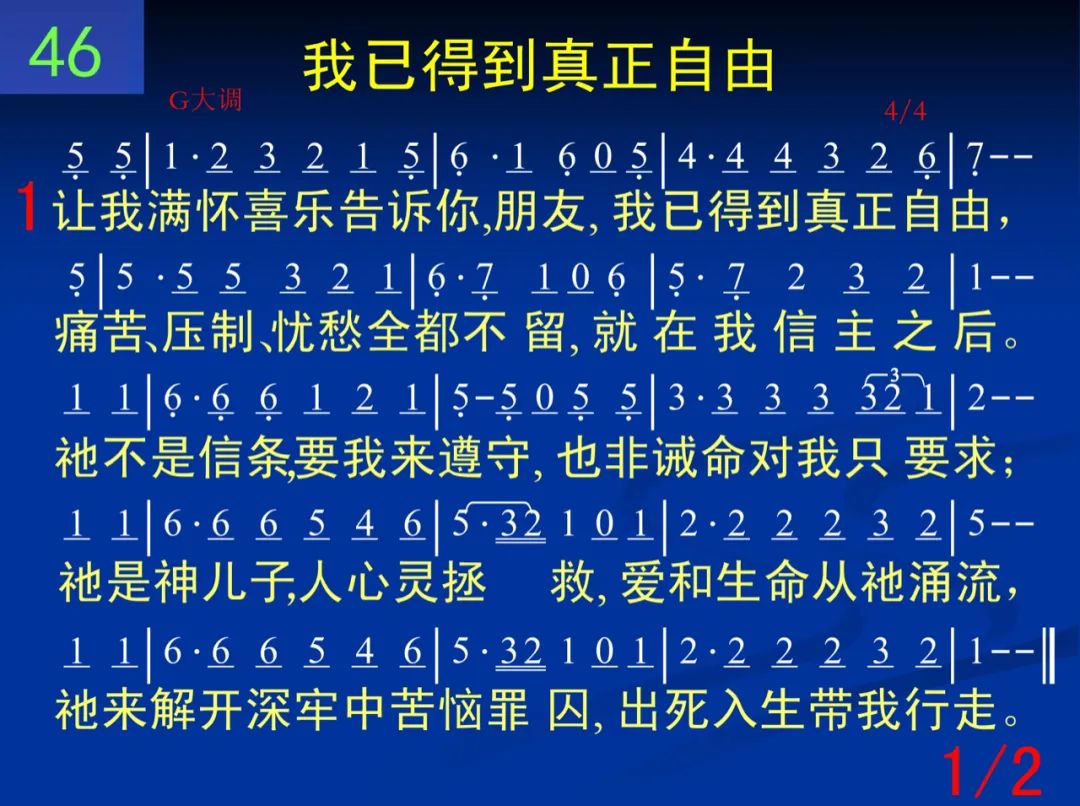 46
我已得到真正自由
G大调
4/4
5 5|1·2 3 2 1 5|6·1 6 0 5|4·4 4 3 2 6|7--
1 让我满怀喜乐告诉你,朋友,我已得到真正自由，
5|5·5 5 3 2 1|6·7 1 0 6|5·7 2 3 2|1--
痛苦、压制、忧愁全都不留,就在我信主之后。
1 1|6·6 6 1 2 1|5-5 0 5 5|3·3 3 3 3 2 1|2--
3
祂不是信条,要我来遵守,也非诫命对我只要求；
1 1|6·6 6 5 4 6|5·32 1 0 1|2·2 2 2 3 2|5--
祂是神儿子,人心灵拯救,爱和生命从祂涌流，
1 1|6·6 6 5 4 6|5·32 1 0 1|2·2 2 2 3 2|1--‖
祂来解开深牢中苦恼罪囚,出死入生带我行走。
1/2